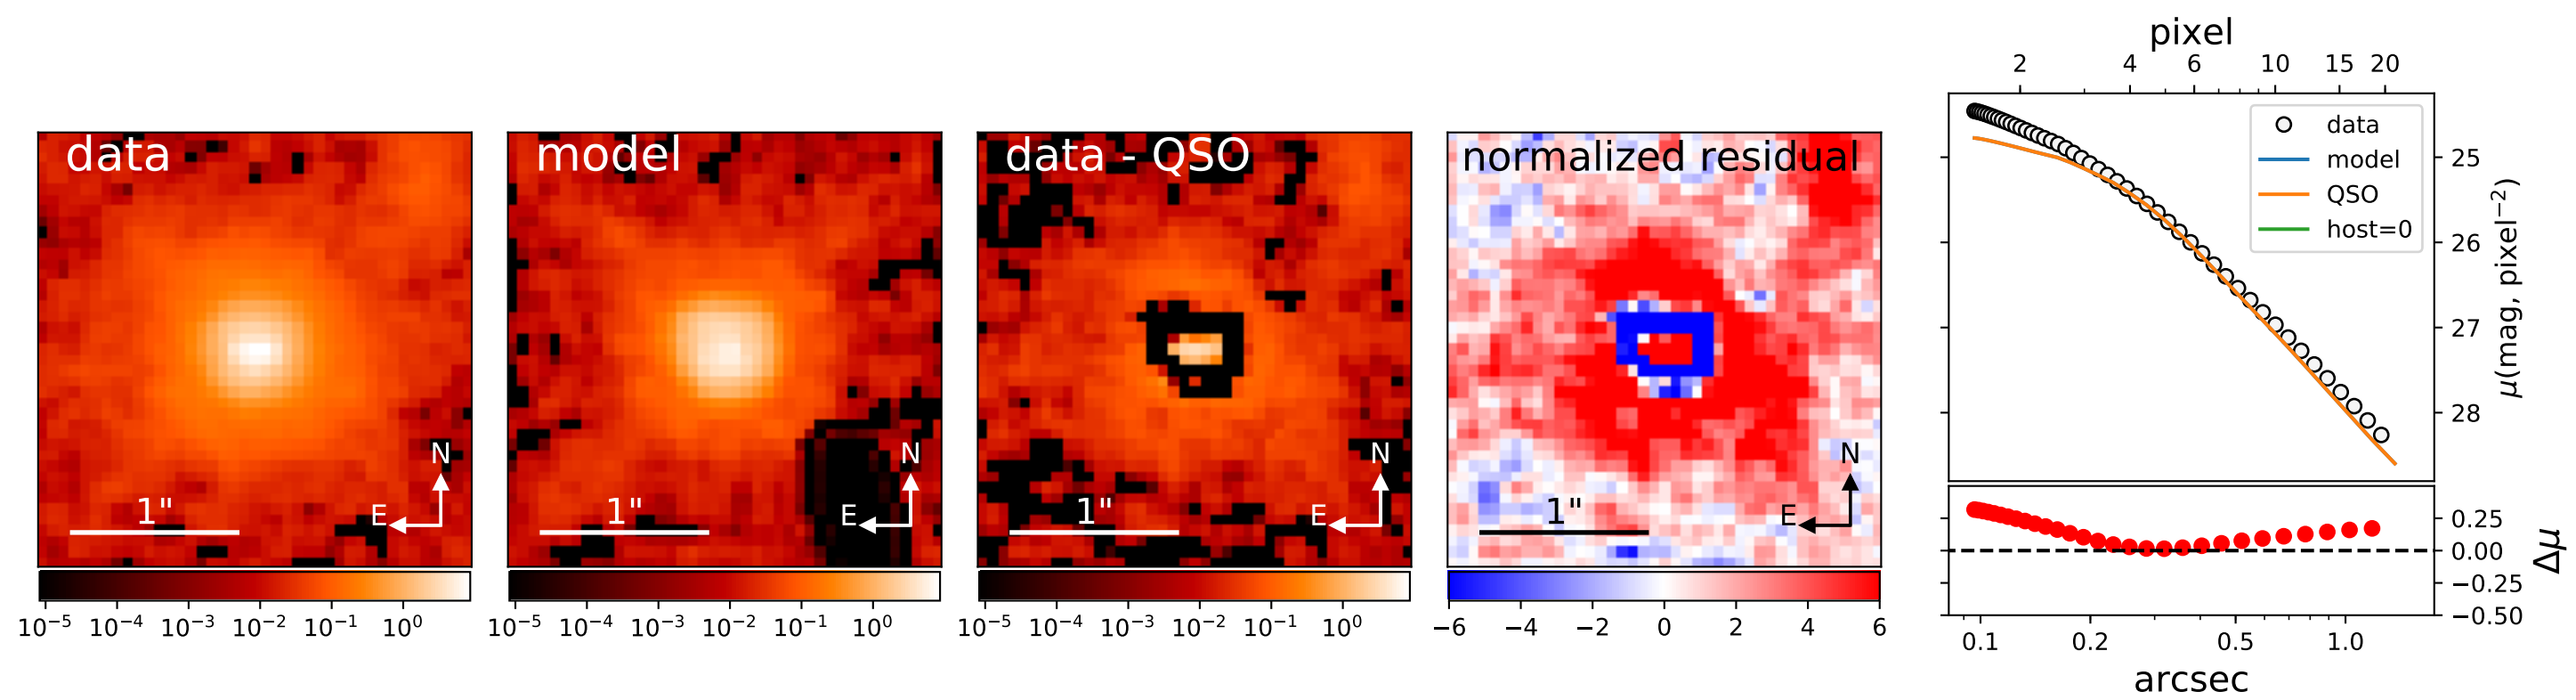 data
N
E
1"
10⁻⁵ 10⁻⁴ 10⁻³ 10⁻² 10⁻¹ 10⁰
model
N
E
1"
10⁻⁵ 10⁻⁴ 10⁻³ 10⁻² 10⁻¹ 10⁰
data - QSO
N
E
1"
10⁻⁵ 10⁻⁴ 10⁻³ 10⁻² 10⁻¹ 10⁰
normalized residual
N
E
1"
−6 −4 −2 0 2 4 6
pixel
2 4 6 10 15 20
data
model
QSO
host=0
25
26
27
28
μ(mag, pixel⁻²)
0.25
0.00
−0.25
−0.50
Δμ
0.1 0.2 0.5 1.0
arcsec